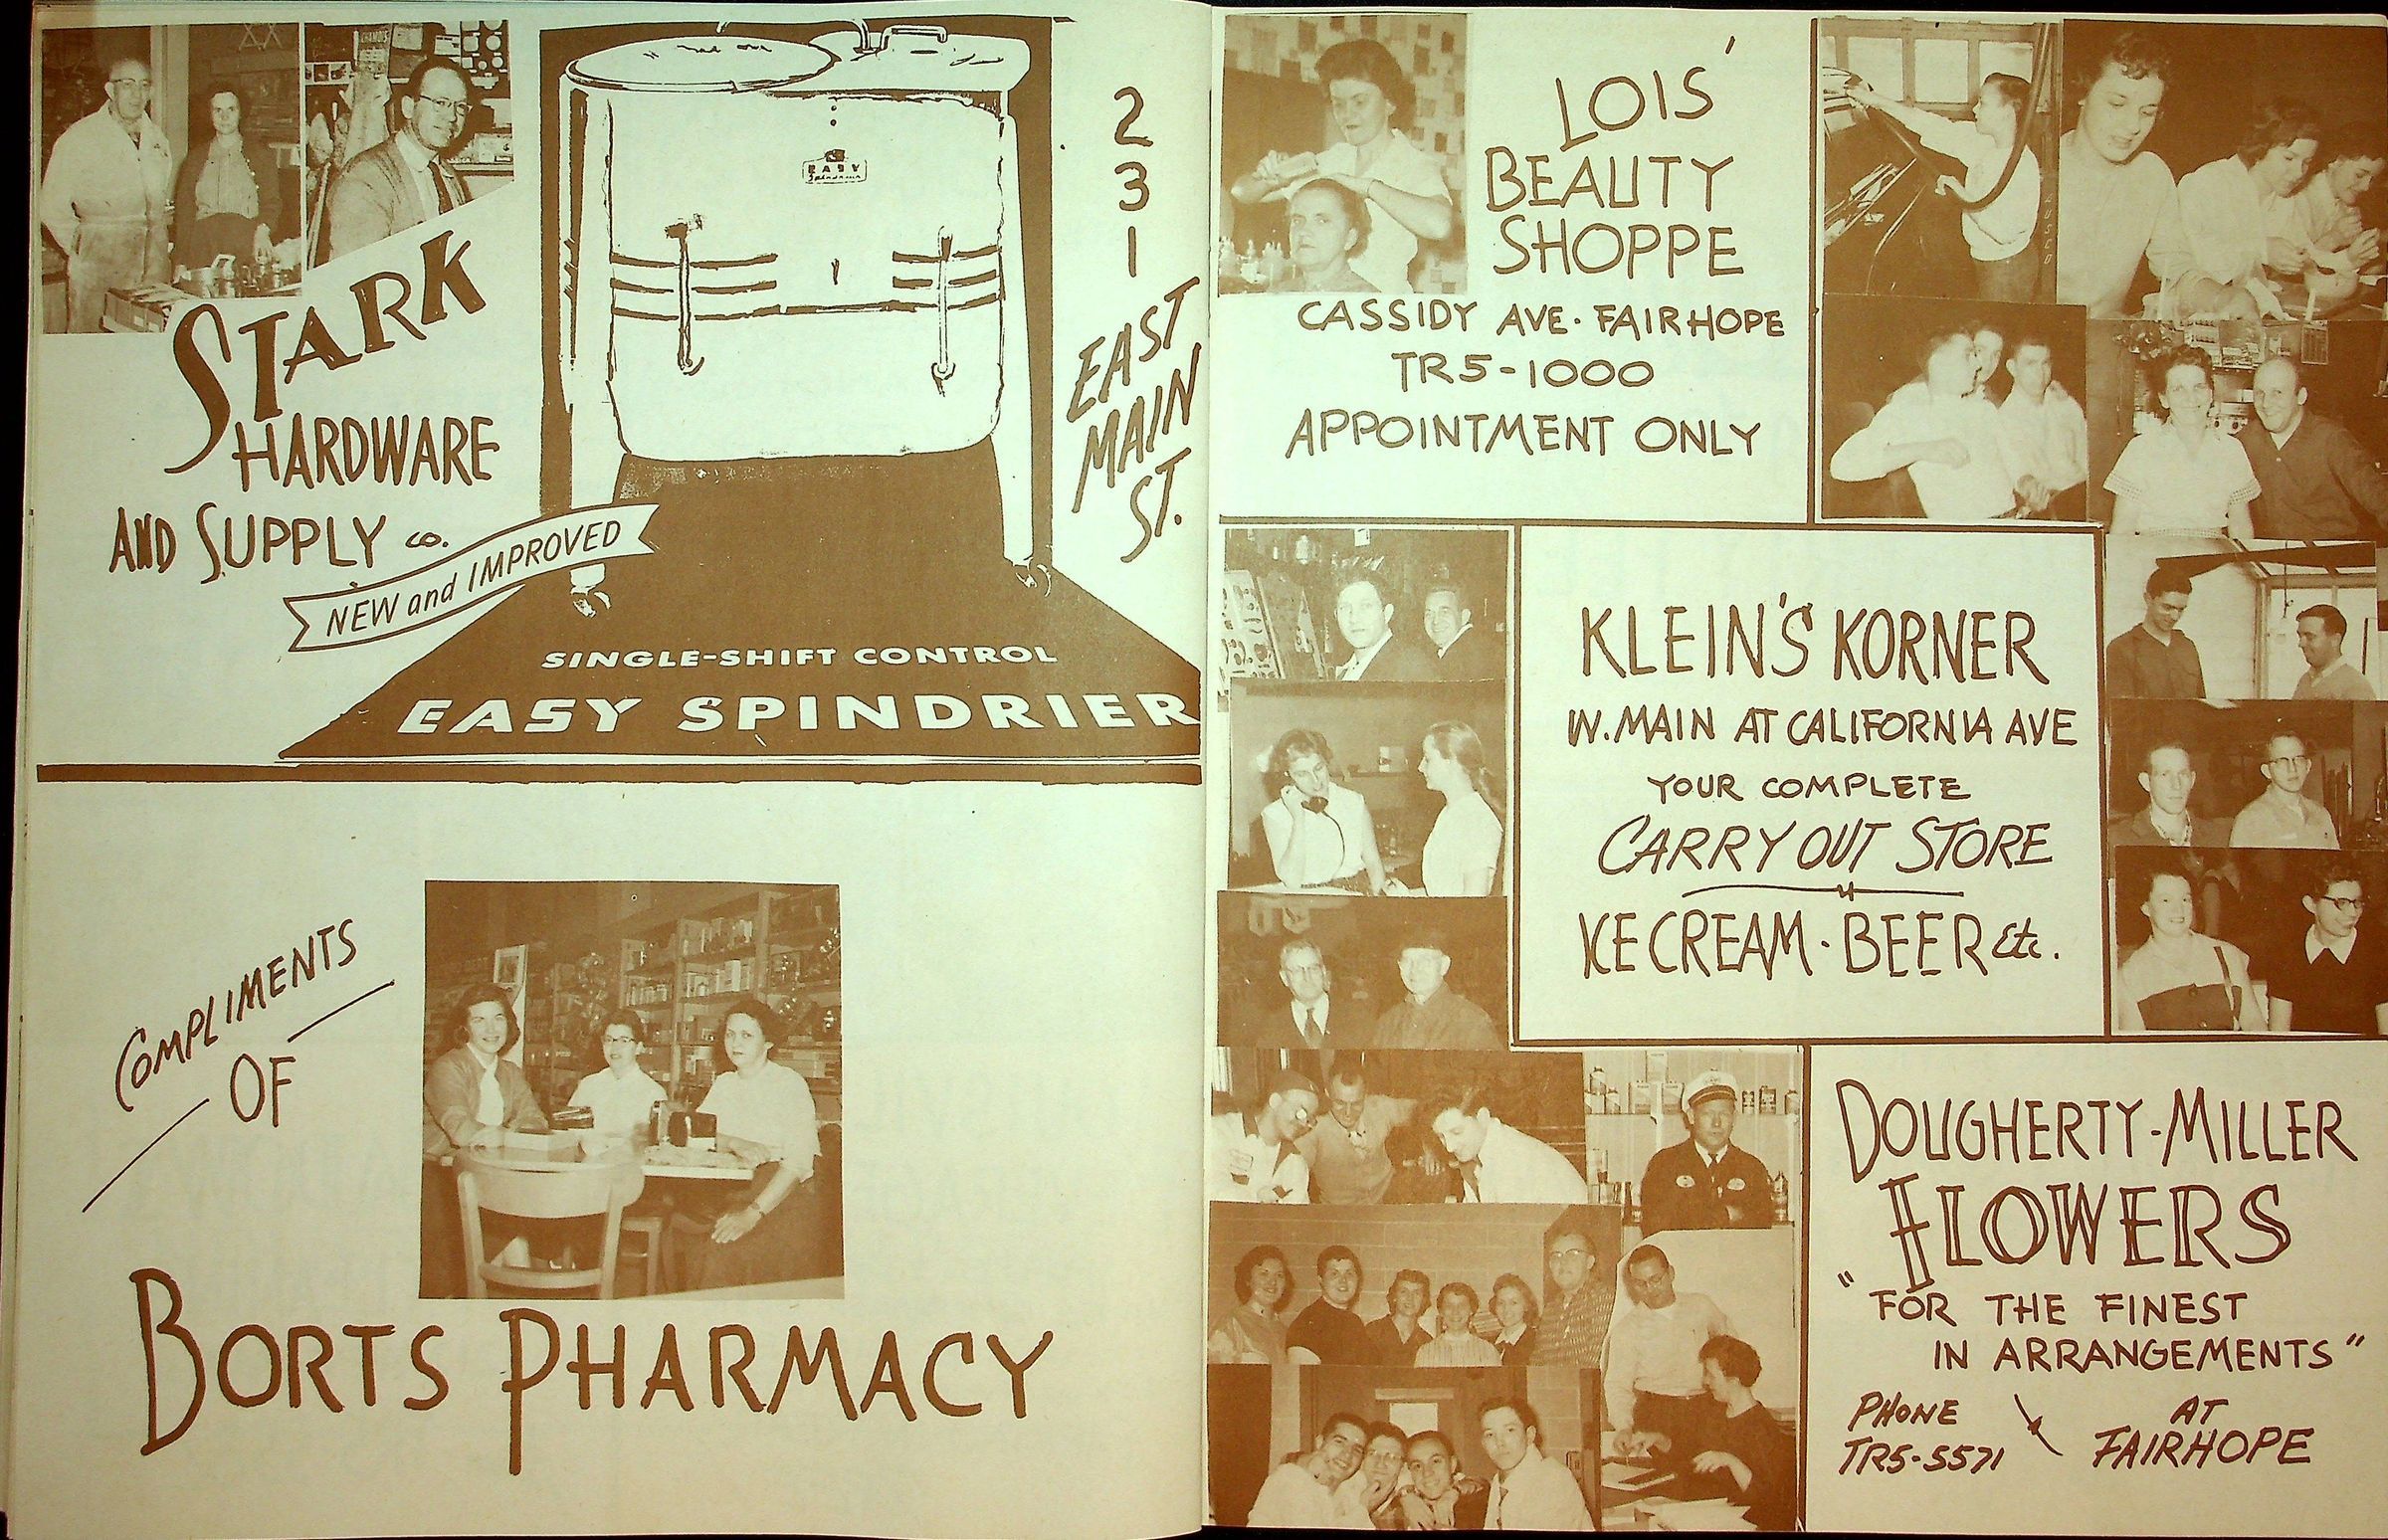 STARK
HARDWARE
AND SUPPLY CO.
NEW and IMPROVED
EASY
Spindrier
SINGLE-SHIFT CONTROL
EASY SPINDRIER
231
EAST
MAIN
ST.
COMPLIMENTS
OF
BORTS PHARMACY
LOIS'
BEAUTY
SHOPPE
CASSIDY AVE. FAIRHOPE
TR5-1000
APPOINTMENT ONLY
KLEIN'S KORNER
W. MAIN AT CALIFORNIA AVE
YOUR COMPLETE
CARRY OUT STORE
ICE CREAM · BEER Etc.
DOUGHERTY-MILLER
FLOWERS
"FOR THE FINEST
IN ARRANGEMENTS"
PHONE
TR5-5571
AT
FAIRHOPE